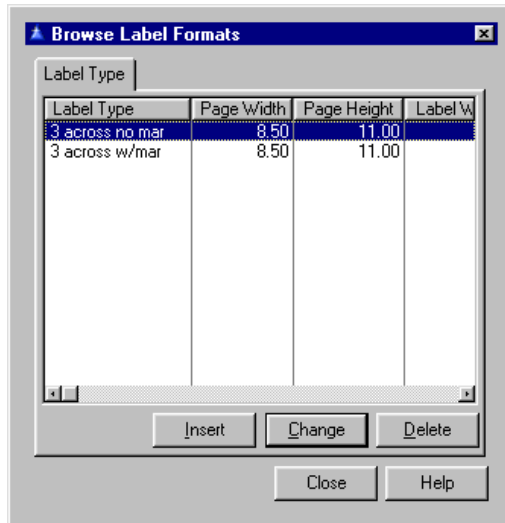 Browse Label Formats
Label Type
Label Type Page Width Page Height Label W
3 across no mar 8.50 11.00
3 across w/mar 8.50 11.00
Insert Change Delete
Close Help